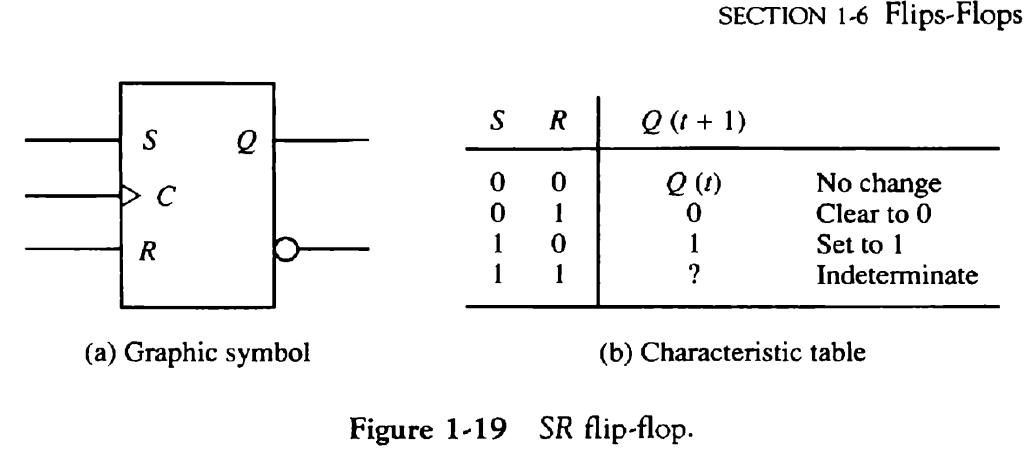 SECTION 1-6 Flips-Flops
S Q
C
R
(a) Graphic symbol
S R Q (t + 1)
0 0 Q (t) No change
0 1 0 Clear to 0
1 0 1 Set to 1
1 1 ? Indeterminate
(b) Characteristic table
Figure 1-19 SR flip-flop.